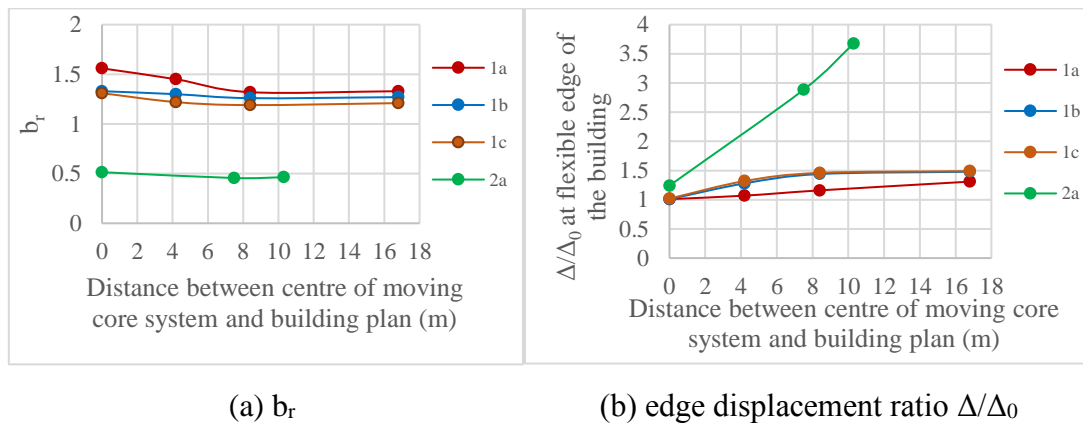 2
1.5
1
0.5
0
b_r
0 2 4 6 8 10 12 14 16 18
Distance between centre of moving
core system and building plan (m)
1a
1b
1c
2a
(a) b_r
4
3.5
3
2.5
2
1.5
1
0.5
0
Δ/Δ₀ at flexible edge of
the building
0 2 4 6 8 10 12 14 16 18
Distance between centre of moving core
system and building plan (m)
1a
1b
1c
2a
(b) edge displacement ratio Δ/Δ₀